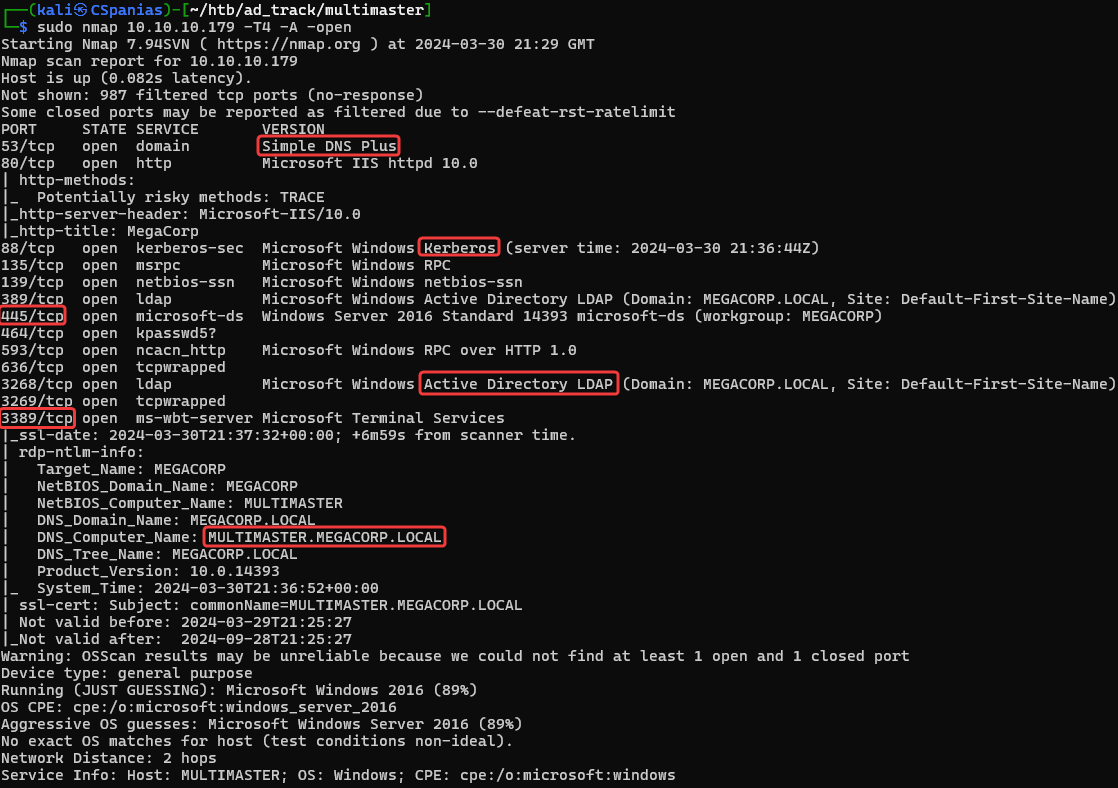 ┌──(kali㉿CSpanias)-[~/htb/ad_track/multimaster]
└─$ sudo nmap 10.10.10.179 -T4 -A -open
Starting Nmap 7.94SVN ( https://nmap.org ) at 2024-03-30 21:29 GMT
Nmap scan report for 10.10.10.179
Host is up (0.082s latency).
Not shown: 987 filtered tcp ports (no-response)
Some closed ports may be reported as filtered due to --defeat-rst-ratelimit
PORT     STATE SERVICE       VERSION
53/tcp   open  domain        Simple DNS Plus
80/tcp   open  http          Microsoft IIS httpd 10.0
| http-methods:
|_  Potentially risky methods: TRACE
|_http-server-header: Microsoft-IIS/10.0
|_http-title: MegaCorp
88/tcp   open  kerberos-sec  Microsoft Windows Kerberos (server time: 2024-03-30 21:36:44Z)
135/tcp  open  msrpc         Microsoft Windows RPC
139/tcp  open  netbios-ssn   Microsoft Windows netbios-ssn
389/tcp  open  ldap          Microsoft Windows Active Directory LDAP (Domain: MEGACORP.LOCAL, Site: Default-First-Site-Name)
445/tcp  open  microsoft-ds  Windows Server 2016 Standard 14393 microsoft-ds (workgroup: MEGACORP)
464/tcp  open  kpasswd5?
593/tcp  open  ncacn_http    Microsoft Windows RPC over HTTP 1.0
636/tcp  open  tcpwrapped
3268/tcp open  ldap          Microsoft Windows Active Directory LDAP (Domain: MEGACORP.LOCAL, Site: Default-First-Site-Name)
3269/tcp open  tcpwrapped
3389/tcp open  ms-wbt-server Microsoft Terminal Services
|_ssl-date: 2024-03-30T21:37:32+00:00; +6m59s from scanner time.
| rdp-ntlm-info:
|   Target_Name: MEGACORP
|   NetBIOS_Domain_Name: MEGACORP
|   NetBIOS_Computer_Name: MULTIMASTER
|   DNS_Domain_Name: MEGACORP.LOCAL
|   DNS_Computer_Name: MULTIMASTER.MEGACORP.LOCAL
|   DNS_Tree_Name: MEGACORP.LOCAL
|   Product_Version: 10.0.14393
|_  System_Time: 2024-03-30T21:36:52+00:00
| ssl-cert: Subject: commonName=MULTIMASTER.MEGACORP.LOCAL
| Not valid before: 2024-03-29T21:25:27
|_Not valid after:  2024-09-28T21:25:27
Warning: OSScan results may be unreliable because we could not find at least 1 open and 1 closed port
Device type: general purpose
Running (JUST GUESSING): Microsoft Windows 2016 (89%)
OS CPE: cpe:/o:microsoft:windows_server_2016
Aggressive OS guesses: Microsoft Windows Server 2016 (89%)
No exact OS matches for host (test conditions non-ideal).
Network Distance: 2 hops
Service Info: Host: MULTIMASTER; OS: Windows; CPE: cpe:/o:microsoft:windows